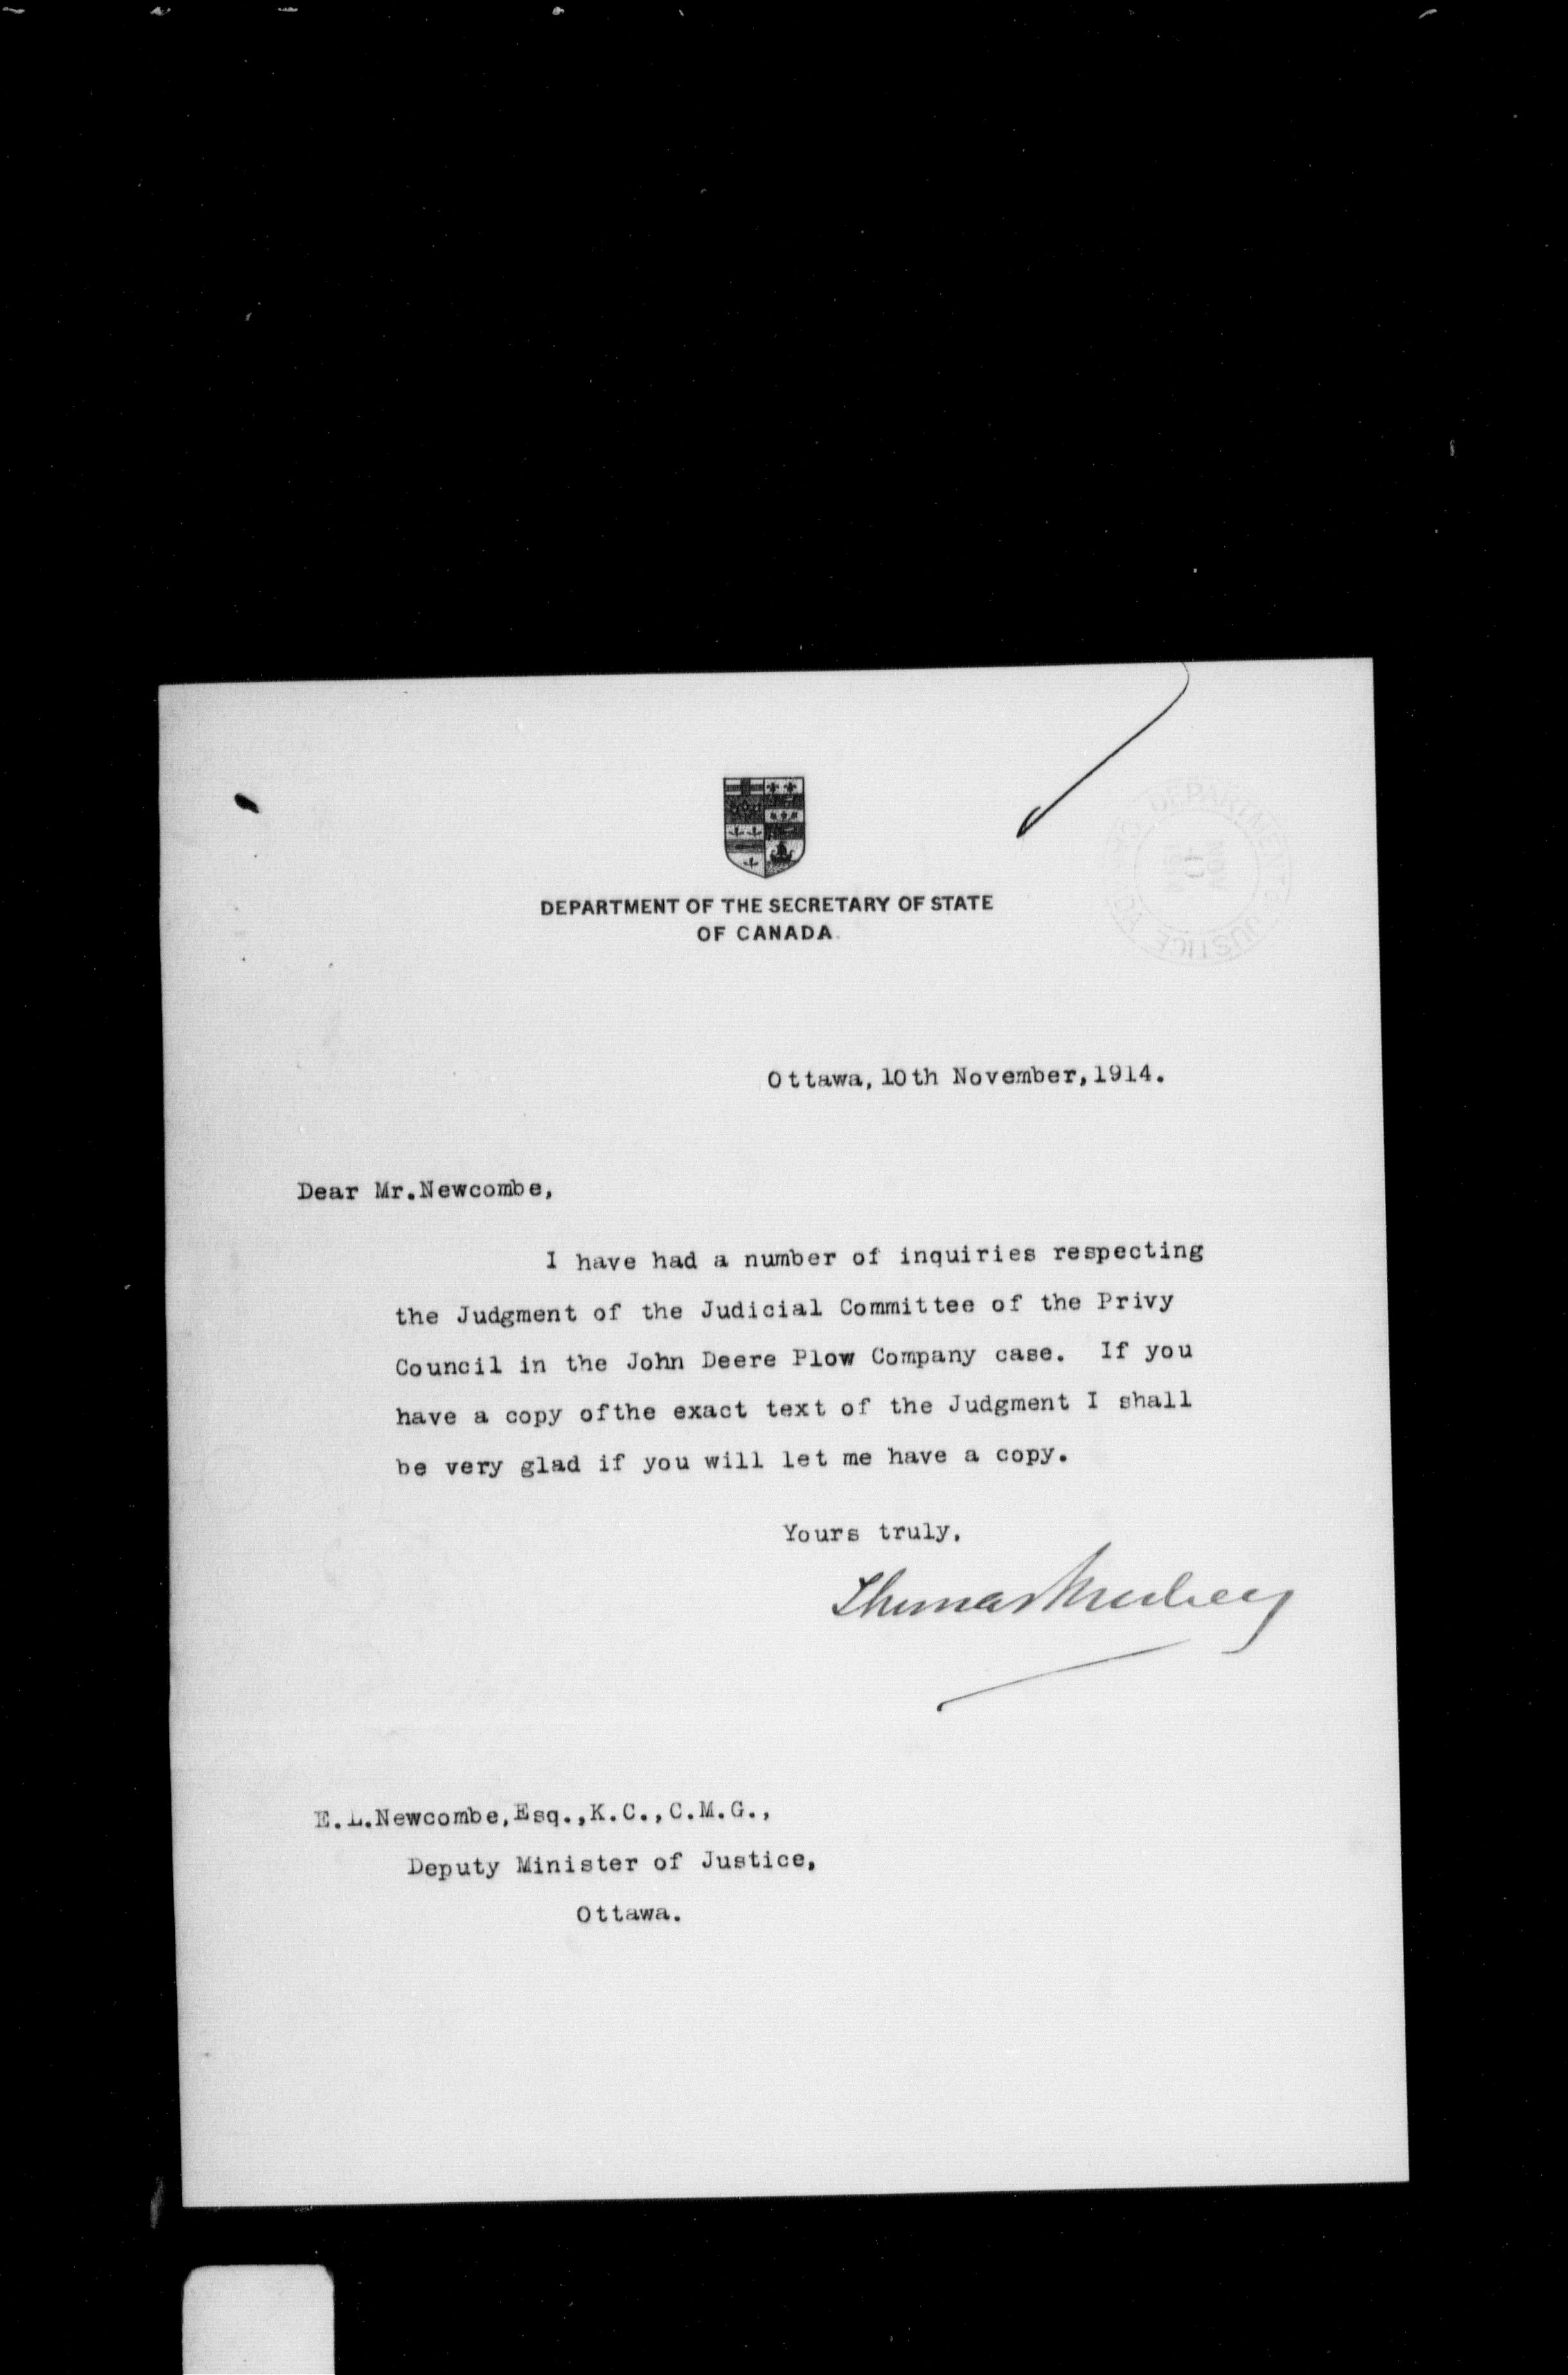 DEPARTMENT OF THE SECRETARY OF STATE
OF CANADA.
DEPARTMENT JUSTICE
NOV
Ottawa, 10th November, 1914.
Dear Mr.Newcombe,
I have had a number of inquiries respecting
the Judgment of the Judicial Committee of the Privy
Council in the John Deere Plow Company case. If you
have a copy ofthe exact text of the Judgment I shall
be very glad if you will let me have a copy.
Yours truly,
Thomas Mulvey
E.L.Newcombe,Esq.,K.C.,C.M.G.,
Deputy Minister of Justice,
Ottawa.